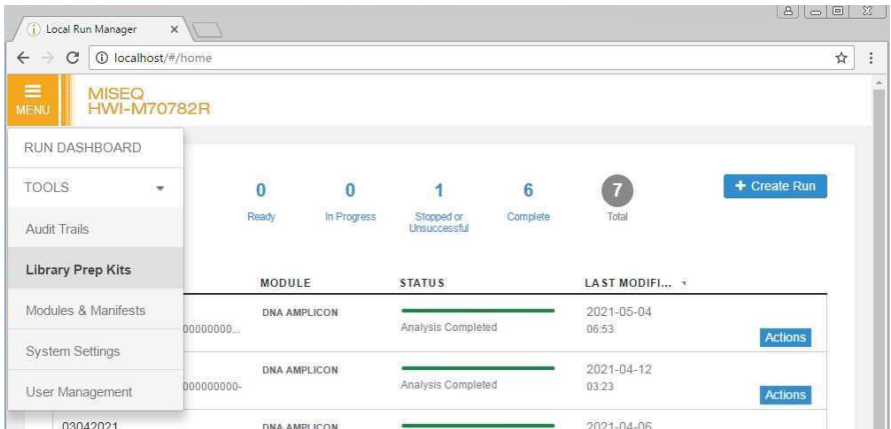 Local Run Manager
localhost/#/home
MENU
MISEQ
HWI-M70782R
RUN DASHBOARD
TOOLS
Audit Trails
Library Prep Kits
Modules & Manifests
System Settings
User Management
0
Ready
0
In Progress
1
Stopped or
Unsuccessful
6
Complete
7
Total
+ Create Run
MODULE STATUS LAST MODIFI...
DNA AMPLICON
Analysis Completed
2021-05-04
06:53
Actions
00000000...
DNA AMPLICON
Analysis Completed
2021-04-12
03:23
Actions
000000000-
03042021
DNA AMPLICON
2021-04-06